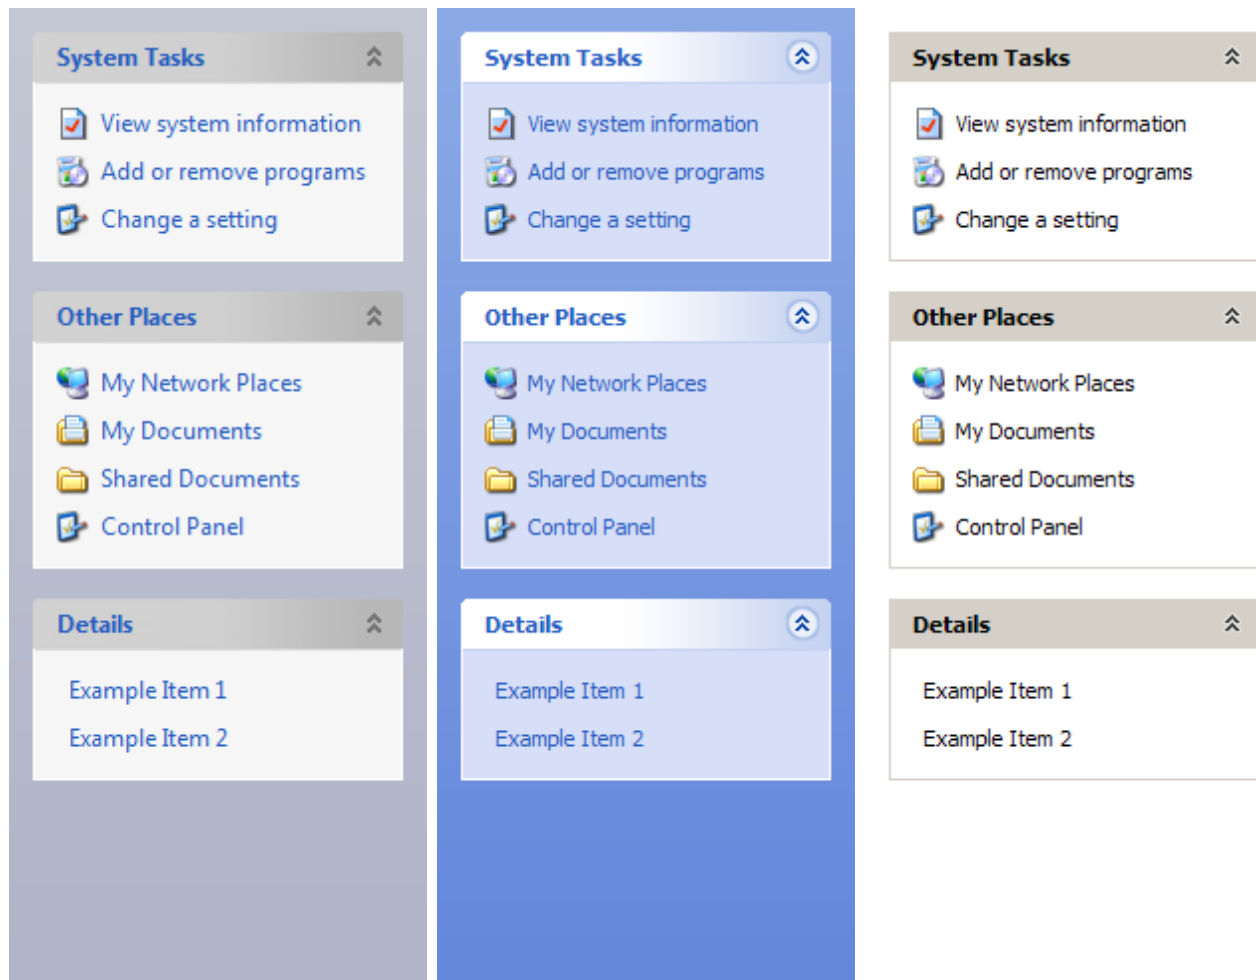 System Tasks
View system information
Add or remove programs
Change a setting
Other Places
My Network Places
My Documents
Shared Documents
Control Panel
Details
Example Item 1
Example Item 2
System Tasks
View system information
Add or remove programs
Change a setting
Other Places
My Network Places
My Documents
Shared Documents
Control Panel
Details
Example Item 1
Example Item 2
System Tasks
View system information
Add or remove programs
Change a setting
Other Places
My Network Places
My Documents
Shared Documents
Control Panel
Details
Example Item 1
Example Item 2